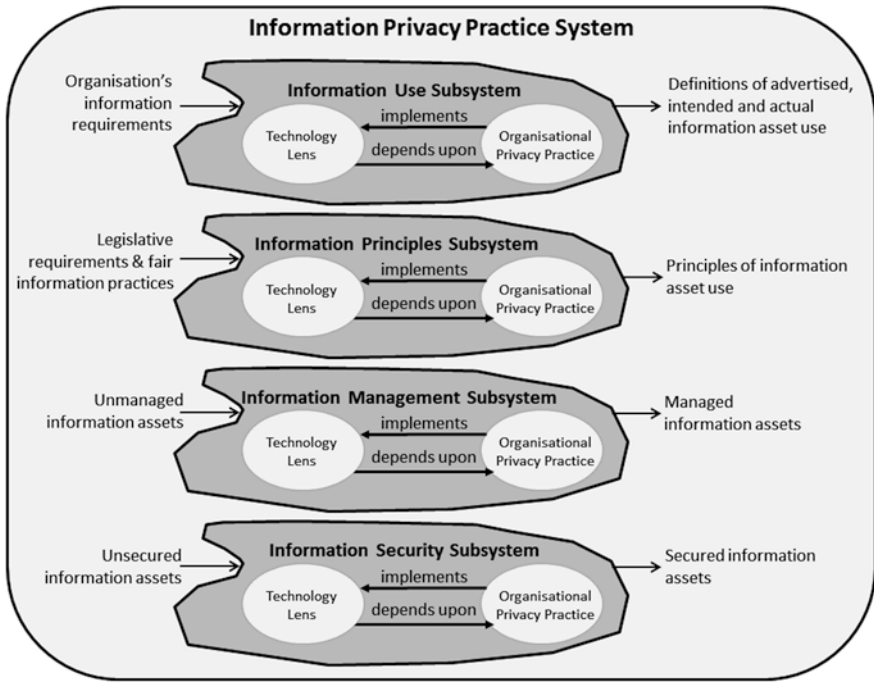 Information Privacy Practice System
Organisation's
information
requirements
Information Use Subsystem
implements
Technology
Lens
depends upon
Organisational
Privacy Practice
Definitions of advertised,
intended and actual
information asset use
Legislative
requirements & fair
information practices
Information Principles Subsystem
implements
Technology
Lens
depends upon
Organisational
Privacy Practice
Principles of information
asset use
Unmanaged
information assets
Information Management Subsystem
implements
Technology
Lens
depends upon
Organisational
Privacy Practice
Managed
information assets
Unsecured
information assets
Information Security Subsystem
implements
Technology
Lens
depends upon
Organisational
Privacy Practice
Secured information
assets